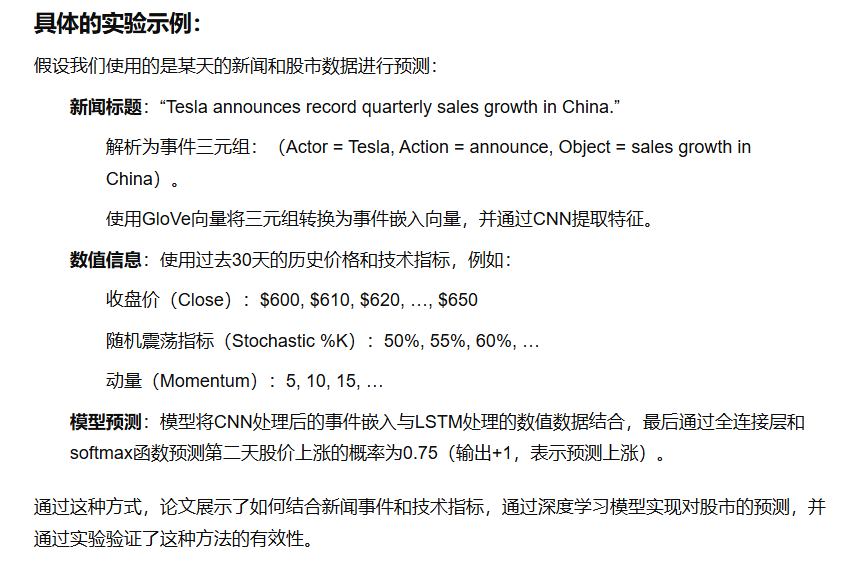 具体的实验示例：
假设我们使用的是某天的新闻和股市数据进行预测：
新闻标题：“Tesla announces record quarterly sales growth in China.”
解析为事件三元组：（Actor = Tesla, Action = announce, Object = sales growth in
China）。
使用GloVe向量将三元组转换为事件嵌入向量，并通过CNN提取特征。
数值信息：使用过去30天的历史价格和技术指标，例如：
收盘价（Close）：$600, $610, $620, …, $650
随机震荡指标（Stochastic %K）：50%, 55%, 60%, …
动量（Momentum）：5, 10, 15, …
模型预测：模型将CNN处理后的事件嵌入与LSTM处理的数值数据结合，最后通过全连接层和
softmax函数预测第二天股价上涨的概率为0.75（输出+1，表示预测上涨）。
通过这种方式，论文展示了如何结合新闻事件和技术指标，通过深度学习模型实现对股市的预测，并
通过实验验证了这种方法的有效性。